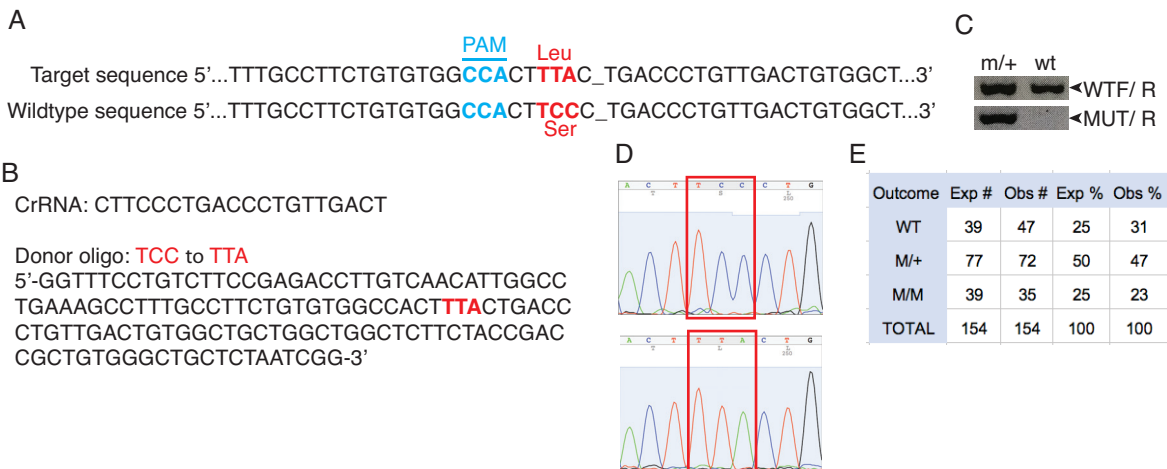 A
PAM
Leu
Target sequence 5’...TTTGCCTTCTGTGTGGCCACTTTAC_TGACCCTGTTGACTGTGGCT...3’
Wildtype sequence 5’...TTTGCCTTCTGTGTGGCCACTTCCC_TGACCCTGTTGACTGTGGCT...3’
Ser
B
CrRNA: CTTCCCTGACCCTGTTGACT
Donor oligo: TCC to TTA
5’-GGTTTCCTGTCTTCCGAGACCTTGTCAACATTGGCC
TGAAAGCCTTTGCCTTCTGTGTGGCCACTTTACTGACC
CTGTTGACTGTGGCTGCTGGCTGGCTCTTCTACCGAC
CGCTGTGGGCTGCTCTAATCGG-3’
C
m/+ wt
WTF/ R
MUT/ R
D
A C T T C C C T G
T S L
250
A C T T T A C T G
T L L
250
E
Outcome Exp # Obs # Exp % Obs %
WT 39 47 25 31
M/+ 77 72 50 47
M/M 39 35 25 23
TOTAL 154 154 100 100